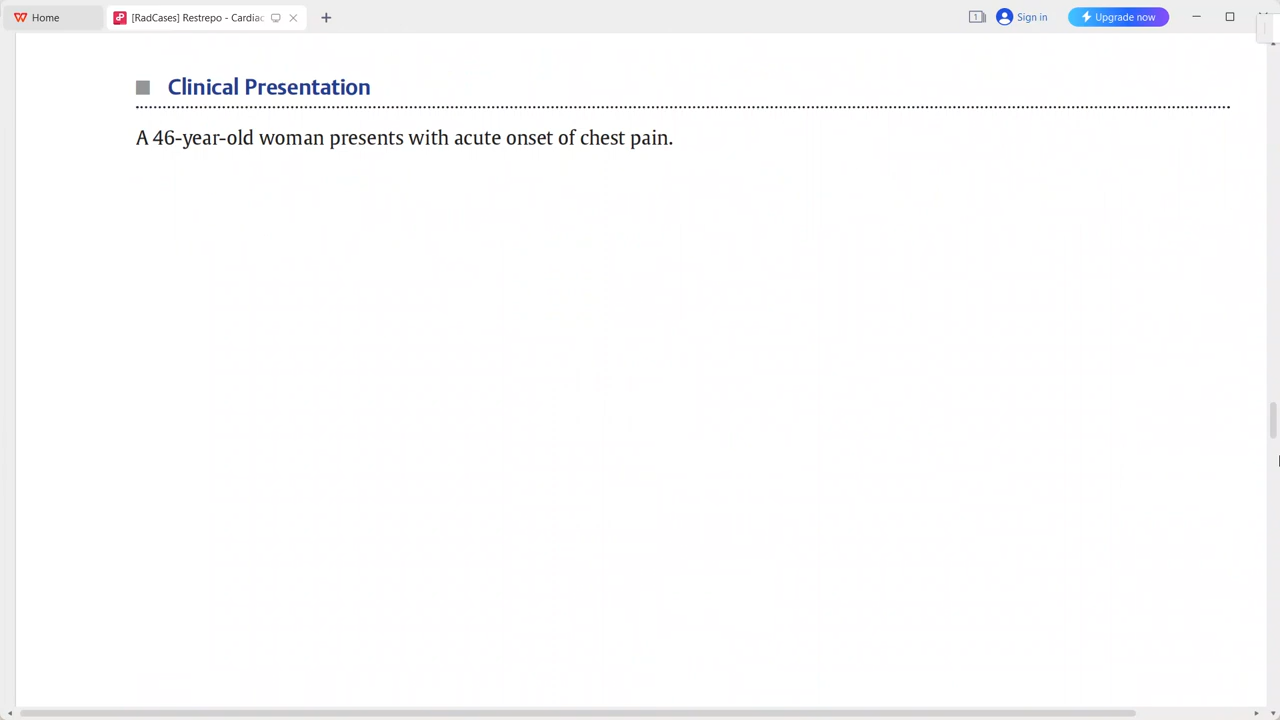 Home
[RadCases] Restrepo - Cardiac
1
Sign in
Upgrade now
Clinical Presentation
A 46-year-old woman presents with acute onset of chest pain.